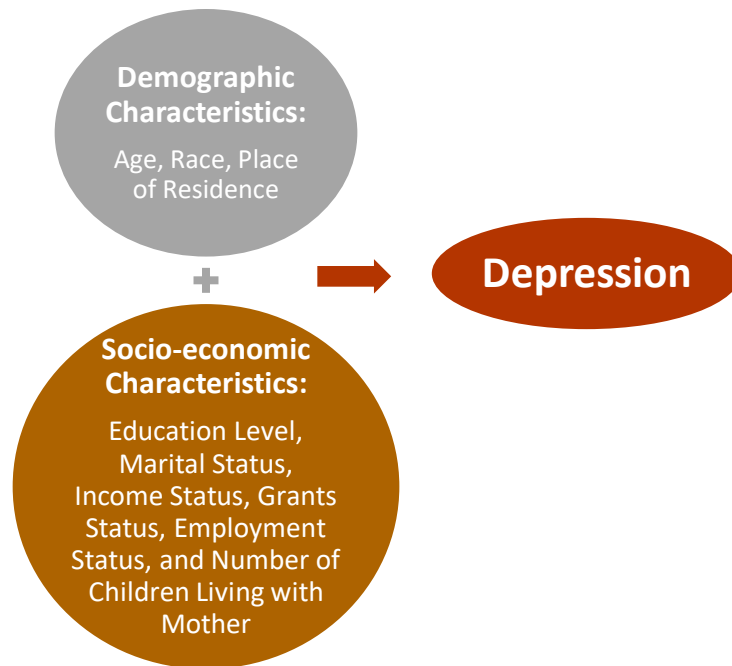 Demographic
Characteristics:
Age, Race, Place
of Residence
+
Depression
Socio-economic
Characteristics:
Education Level,
Marital Status,
Income Status, Grants
Status, Employment
Status, and Number of
Children Living with
Mother